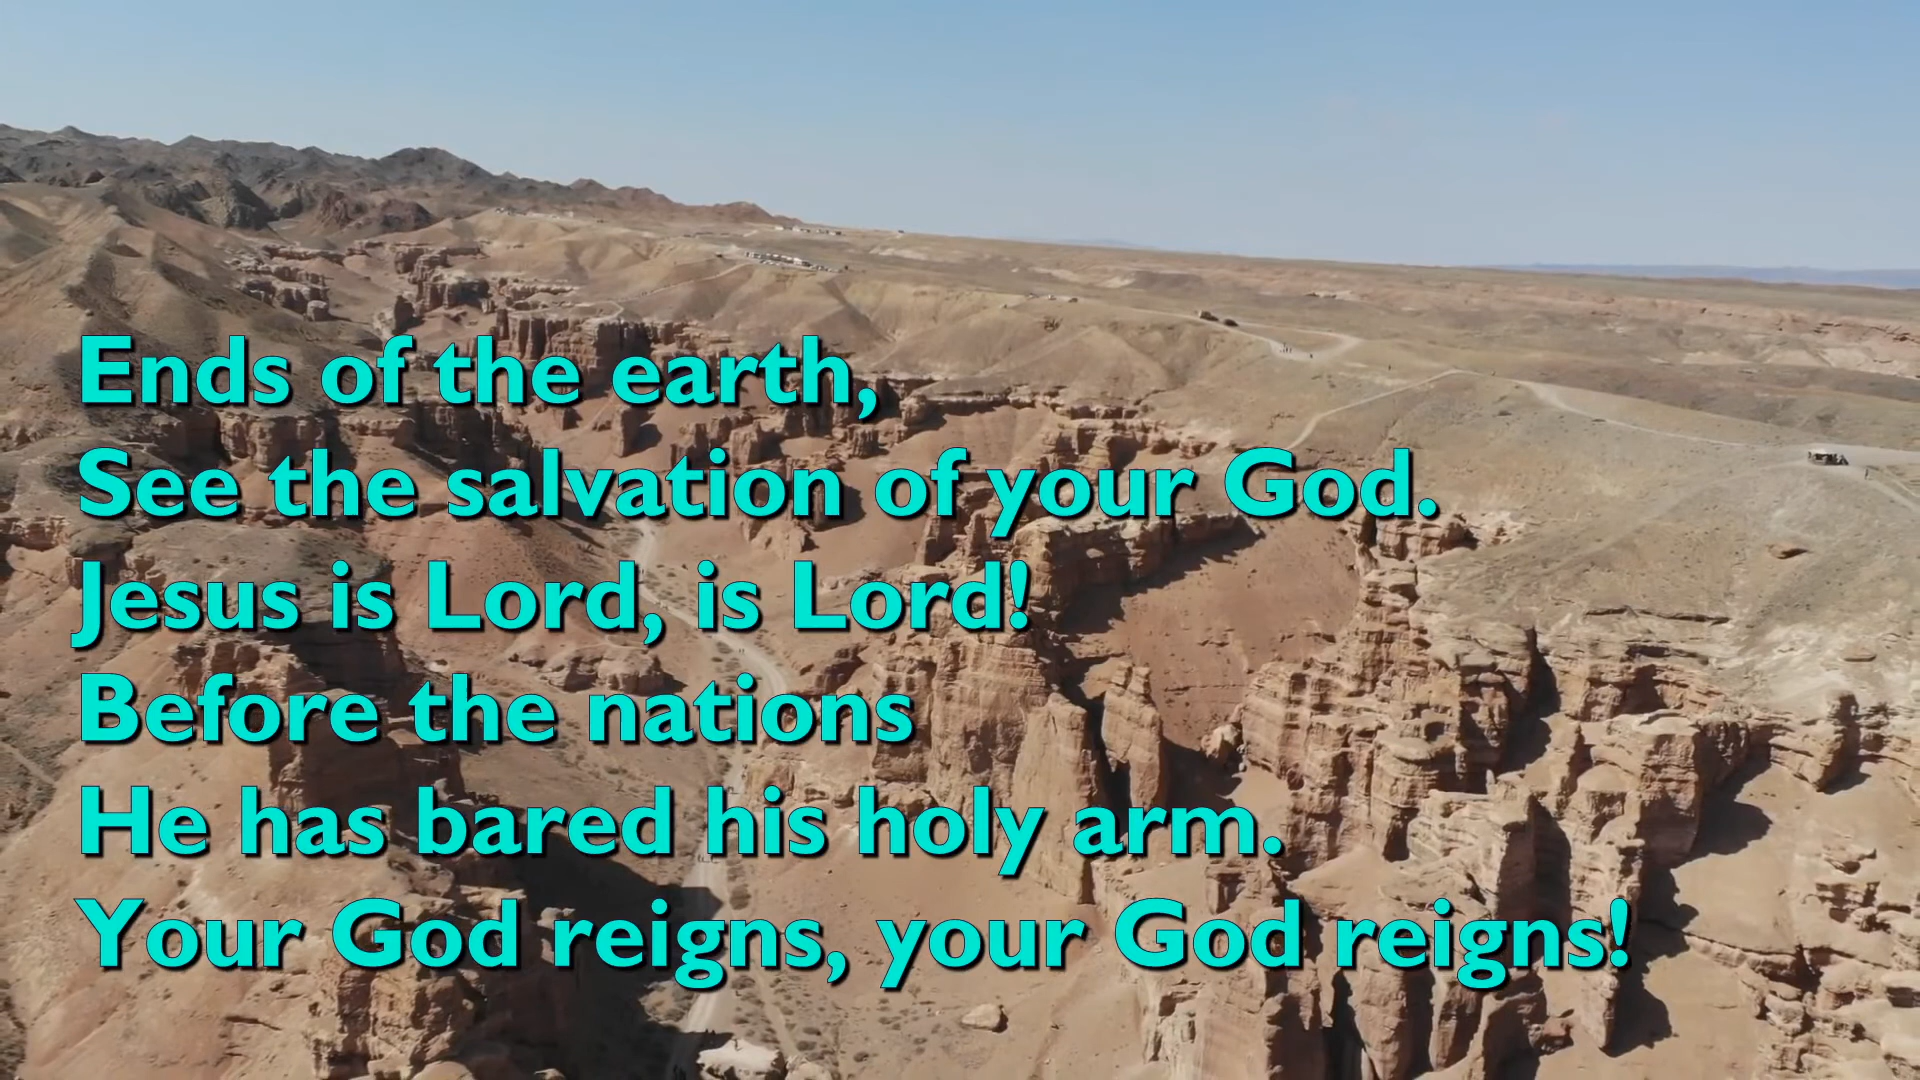 Ends of the earth,
See the salvation of your God.
Jesus is Lord, is Lord!
Before the nations
He has bared his holy arm.
Your God reigns, your God reigns!